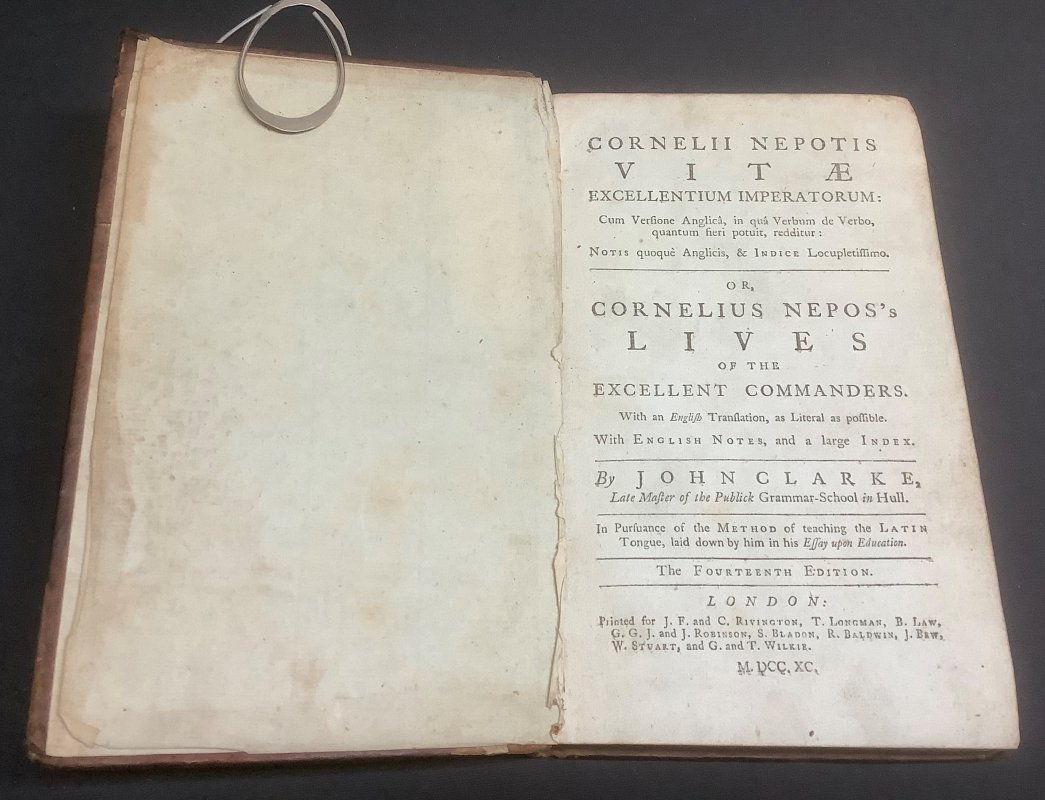 CORNELII NEPOTIS
VITÆ
EXCELLENTIUM IMPERATORUM:
Cum Verſione Anglicâ, in quâ Verbum de Verbo,
quantum fieri potuit, redditur:
NOTIS quoquè Anglicis, & INDICE Locupletiſſimo.
OR,
CORNELIUS NEPOS's
LIVES
OF THE
EXCELLENT COMMANDERS.
With an Engliſh Tranſlation, as Literal as poſſible.
With ENGLISH NOTES, and a large INDEX.
By JOHN CLARKE,
Late Maſter of the Publick Grammar-School in Hull.
In Purſuance of the METHOD of teaching the LATIN
Tongue, laid down by him in his Eſſay upon Education.
The FOURTEENTH EDITION.
LONDON:
Printed for J. F. and C. RIVINGTON, T. LONGMAN, B. LAW,
G. G. J. and J. ROBINSON, S. BLADON, R. BALDWIN, J. BEW,
W. STUART, and G. and T. WILKIE.
M.DCC.XC.